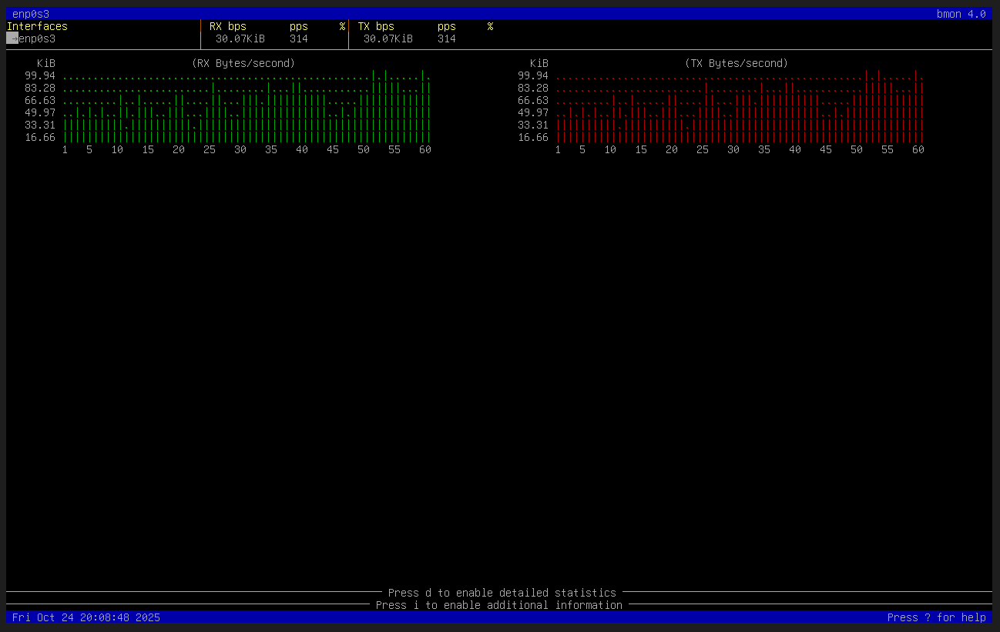 enp0s3 bmon 4.0
Interfaces RX bps pps % TX bps pps %
→enp0s3 30.07KiB 314 30.07KiB 314
KiB (RX Bytes/second) KiB (TX Bytes/second)
99.94 99.94
83.28 83.28
66.63 66.63
49.97 49.97
33.31 33.31
16.66 16.66
1 5 10 15 20 25 30 35 40 45 50 55 60 1 5 10 15 20 25 30 35 40 45 50 55 60
Press d to enable detailed statistics
Press i to enable additional information
Fri Oct 24 20:08:48 2025 Press ? for help